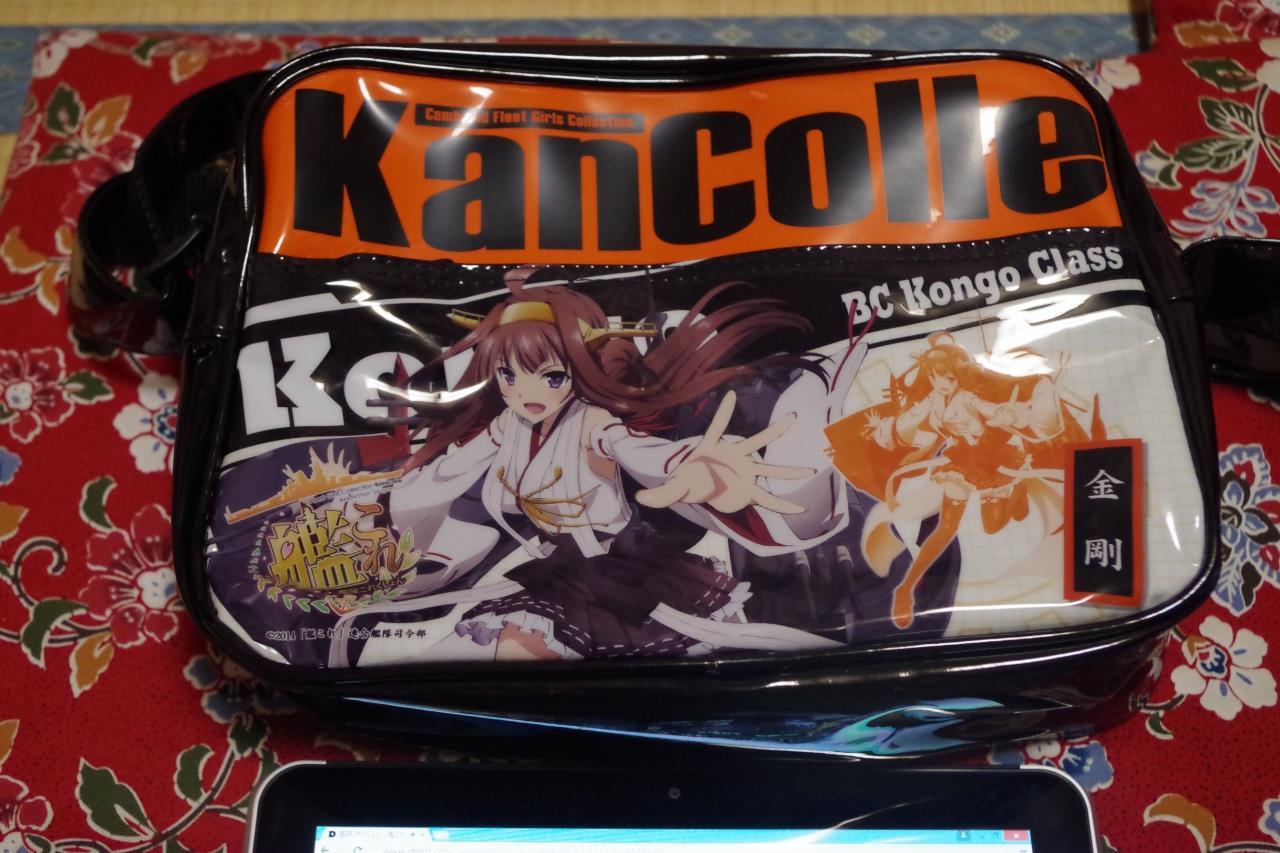 Combined Fleet Girls Collection
KanColle
BC Kongo Class
艦これ
金剛
©2014 「艦これ」連合艦隊司令部